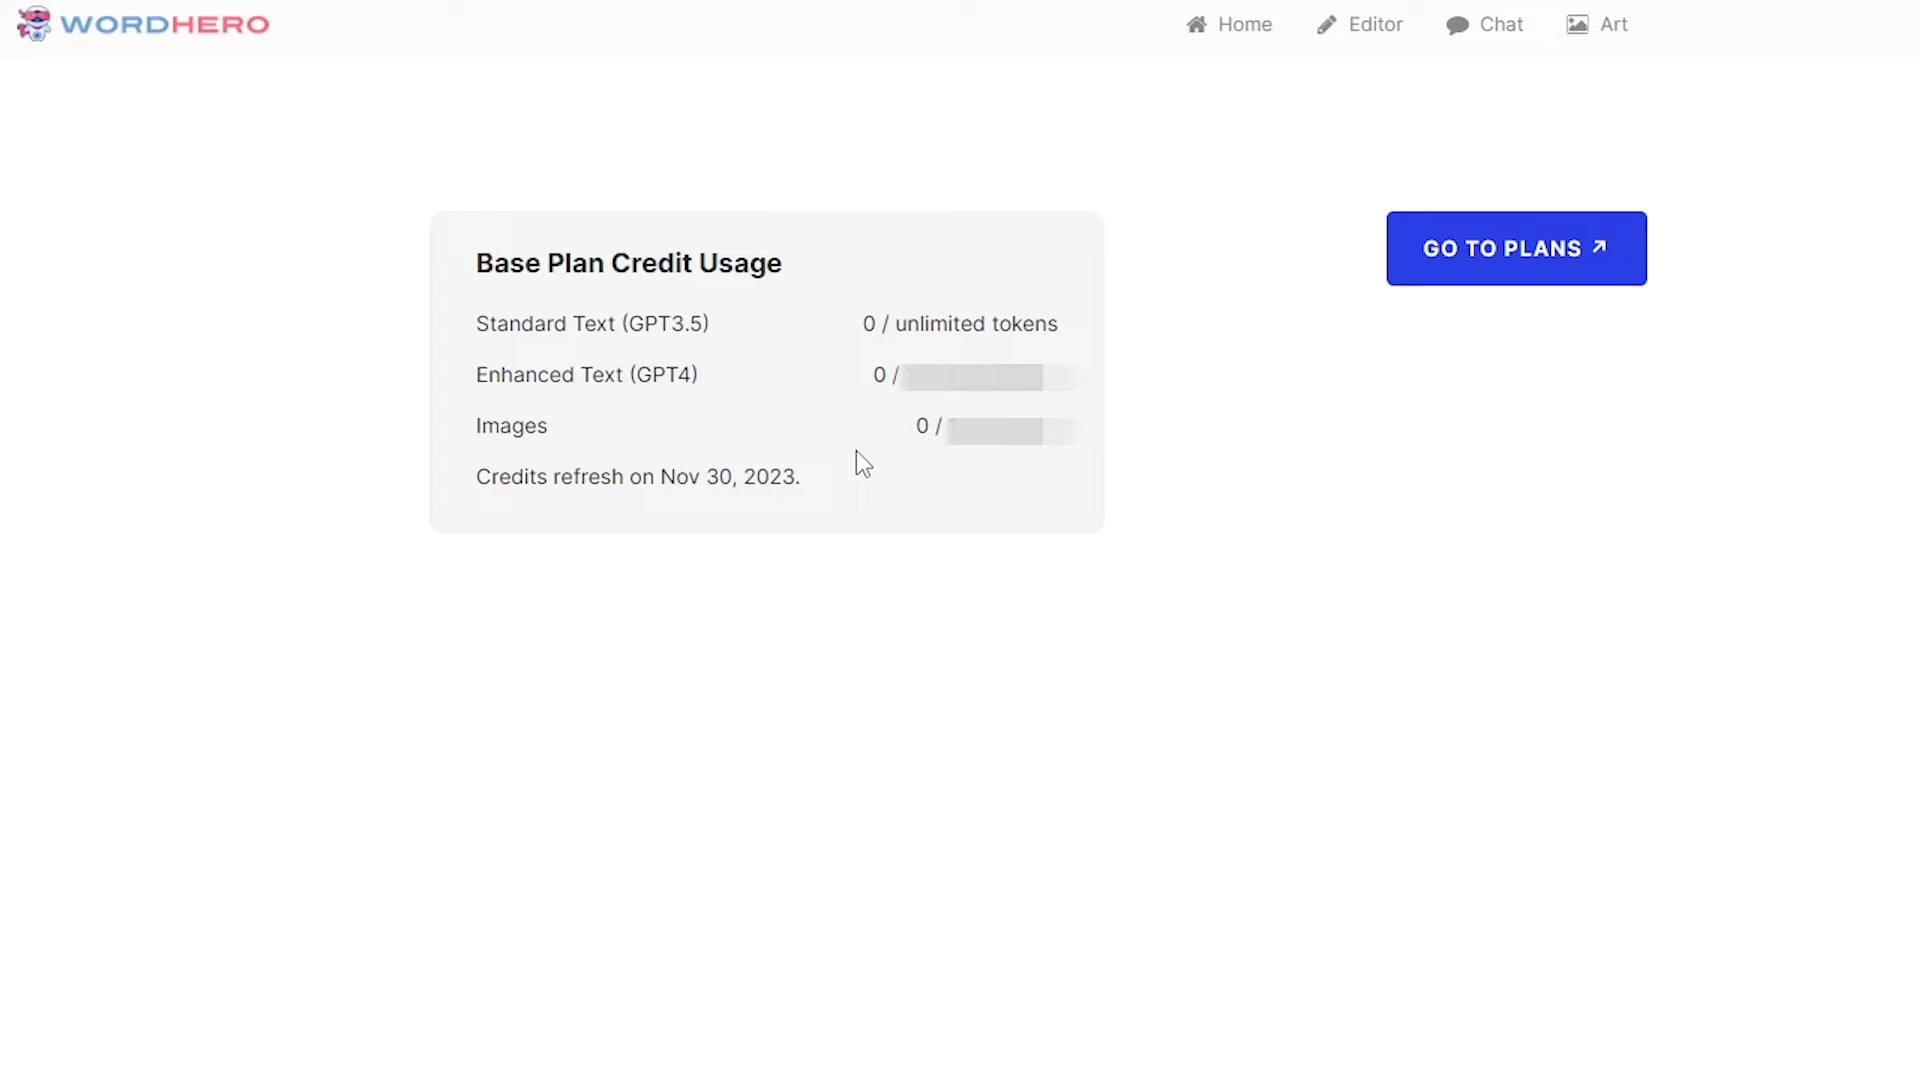 WORDHERO
Home Editor Chat Art
Base Plan Credit Usage
GO TO PLANS ↗
Standard Text (GPT3.5) 0 / unlimited tokens
Enhanced Text (GPT4) 0 /
Images 0 /
Credits refresh on Nov 30, 2023.